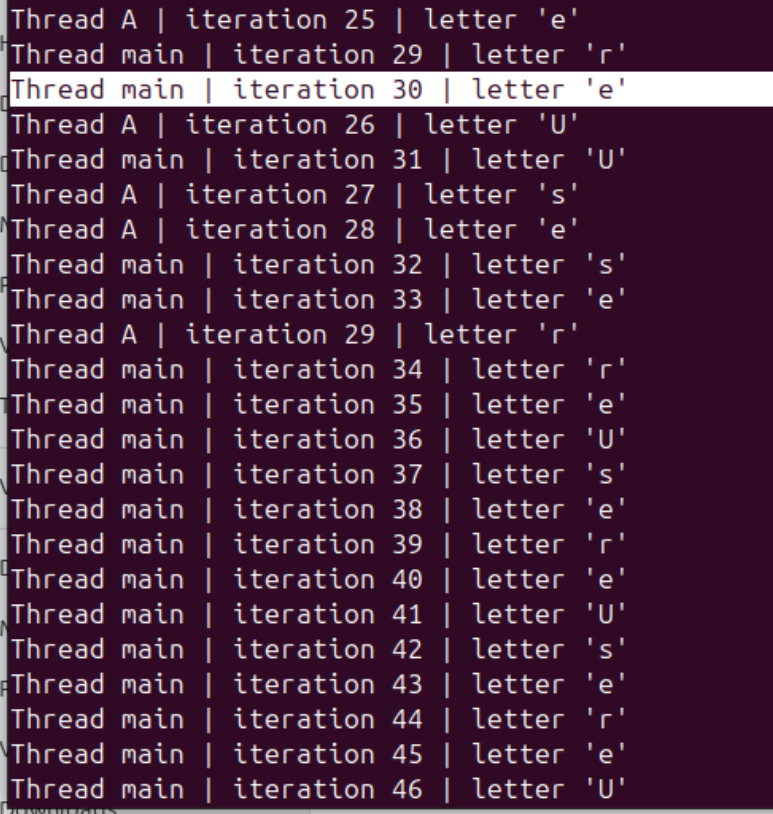 Thread A | iteration 25 | letter 'e'
Thread main | iteration 29 | letter 'r'
Thread main | iteration 30 | letter 'e'
Thread A | iteration 26 | letter 'U'
Thread main | iteration 31 | letter 'U'
Thread A | iteration 27 | letter 's'
Thread A | iteration 28 | letter 'e'
Thread main | iteration 32 | letter 's'
Thread main | iteration 33 | letter 'e'
Thread A | iteration 29 | letter 'r'
Thread main | iteration 34 | letter 'r'
Thread main | iteration 35 | letter 'e'
Thread main | iteration 36 | letter 'U'
Thread main | iteration 37 | letter 's'
Thread main | iteration 38 | letter 'e'
Thread main | iteration 39 | letter 'r'
Thread main | iteration 40 | letter 'e'
Thread main | iteration 41 | letter 'U'
Thread main | iteration 42 | letter 's'
Thread main | iteration 43 | letter 'e'
Thread main | iteration 44 | letter 'r'
Thread main | iteration 45 | letter 'e'
Thread main | iteration 46 | letter 'U'